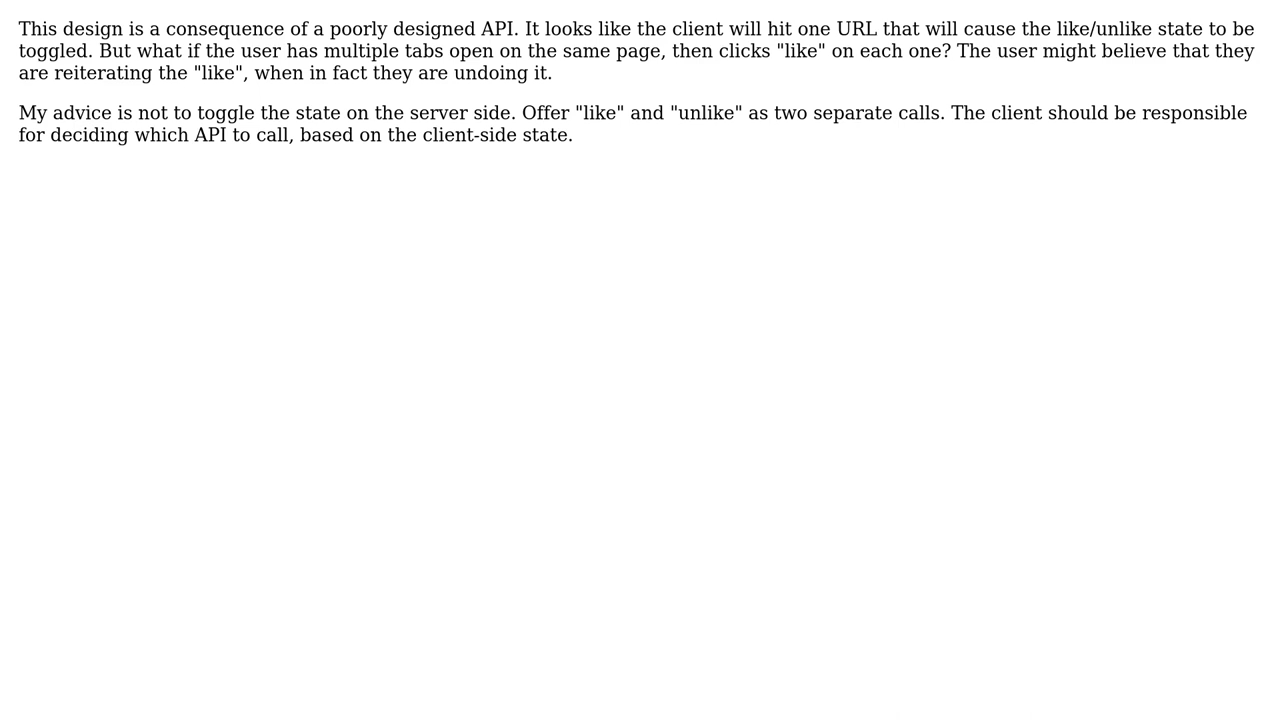 This design is a consequence of a poorly designed API. It looks like the client will hit one URL that will cause the like/unlike state to be
toggled. But what if the user has multiple tabs open on the same page, then clicks "like" on each one? The user might believe that they
are reiterating the "like", when in fact they are undoing it.
My advice is not to toggle the state on the server side. Offer "like" and "unlike" as two separate calls. The client should be responsible
for deciding which API to call, based on the client-side state.